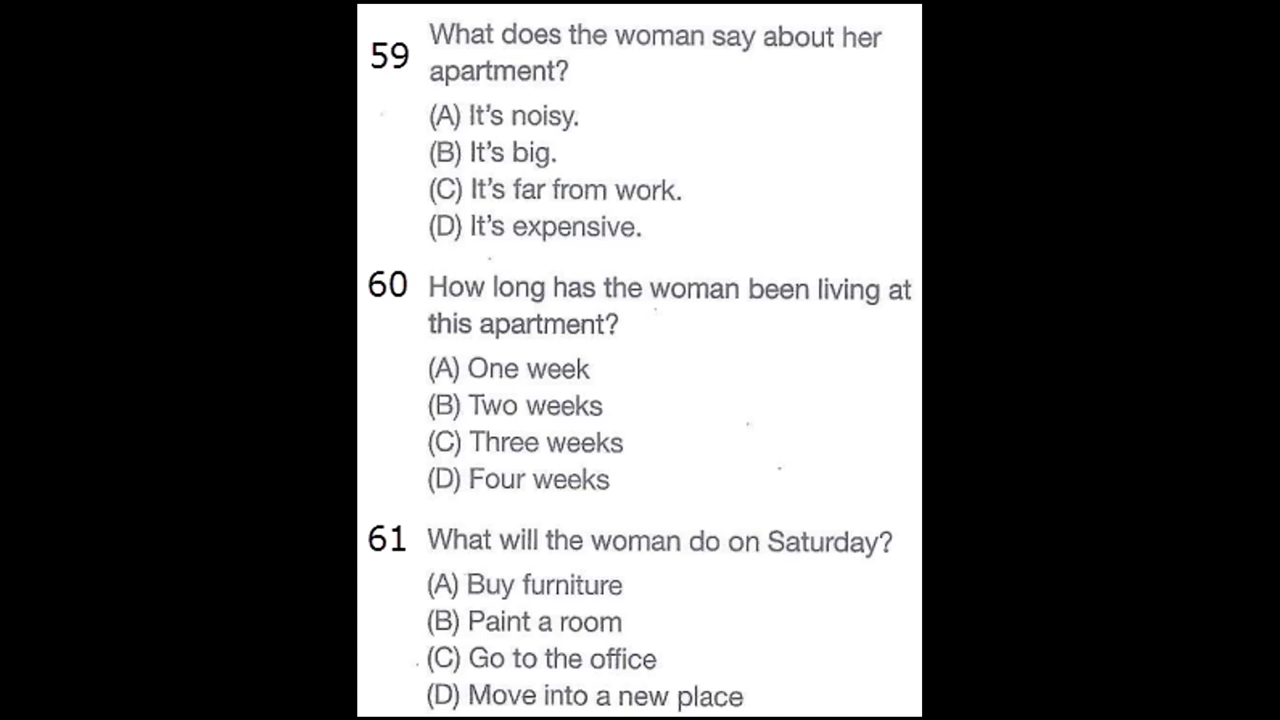 59 What does the woman say about her
apartment?
(A) It's noisy.
(B) It's big.
(C) It's far from work.
(D) It's expensive.
60 How long has the woman been living at
this apartment?
(A) One week
(B) Two weeks
(C) Three weeks
(D) Four weeks
61 What will the woman do on Saturday?
(A) Buy furniture
(B) Paint a room
(C) Go to the office
(D) Move into a new place